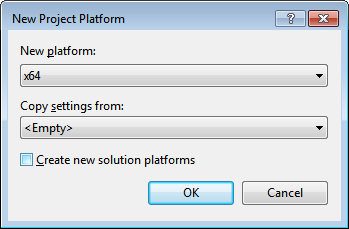 New Project Platform
New platform:
x64
Copy settings from:
<Empty>
Create new solution platforms
OK
Cancel